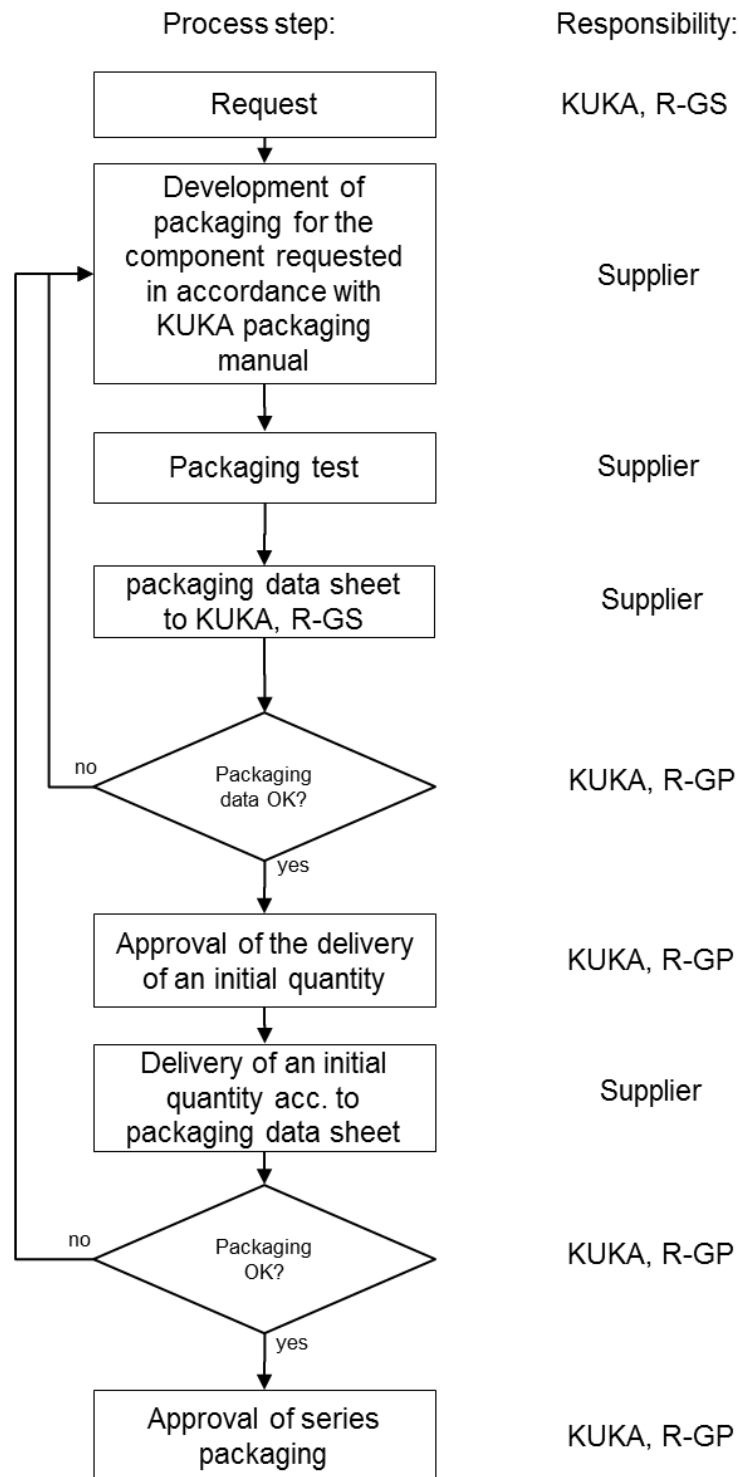 Process step: Responsibility:
Request KUKA, R-GS
Development of
packaging for the
component requested
in accordance with
KUKA packaging
manual
Supplier
Packaging test Supplier
packaging data sheet
to KUKA, R-GS
Supplier
Packaging
data OK?
no
yes
KUKA, R-GP
Approval of the delivery
of an initial quantity
KUKA, R-GP
Delivery of an initial
quantity acc. to
packaging data sheet
Supplier
Packaging
OK?
no
yes
KUKA, R-GP
Approval of series
packaging
KUKA, R-GP